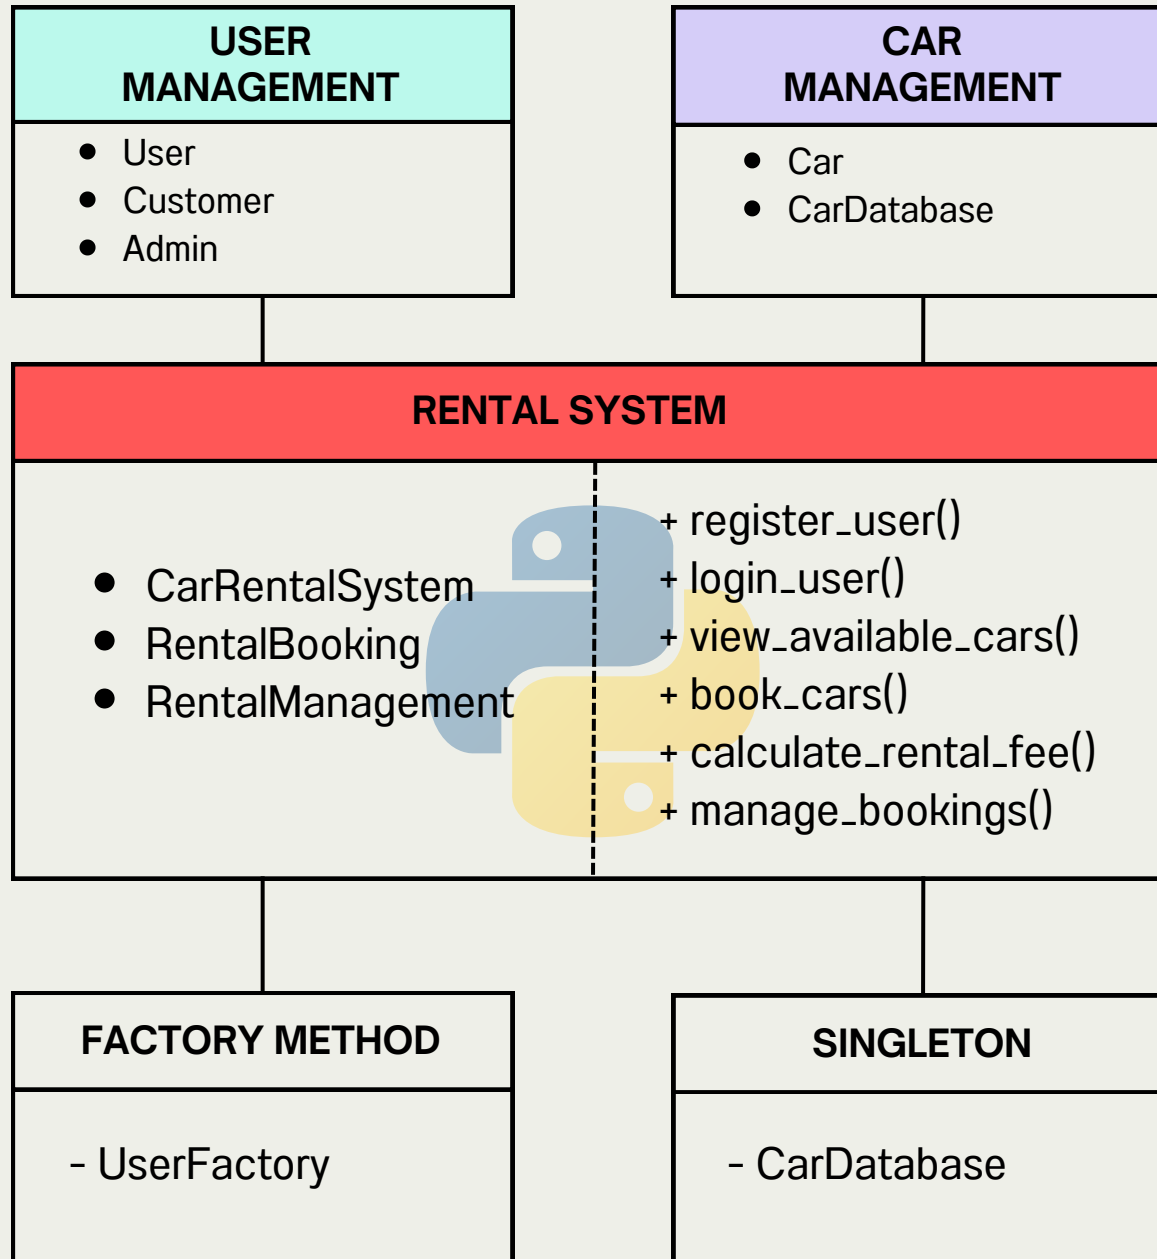 USER
MANAGEMENT
• User
• Customer
• Admin
CAR
MANAGEMENT
• Car
• CarDatabase
RENTAL SYSTEM
• CarRentalSystem
• RentalBooking
• RentalManagement
+ register_user()
+ login_user()
+ view_available_cars()
+ book_cars()
+ calculate_rental_fee()
+ manage_bookings()
FACTORY METHOD
- UserFactory
SINGLETON
- CarDatabase